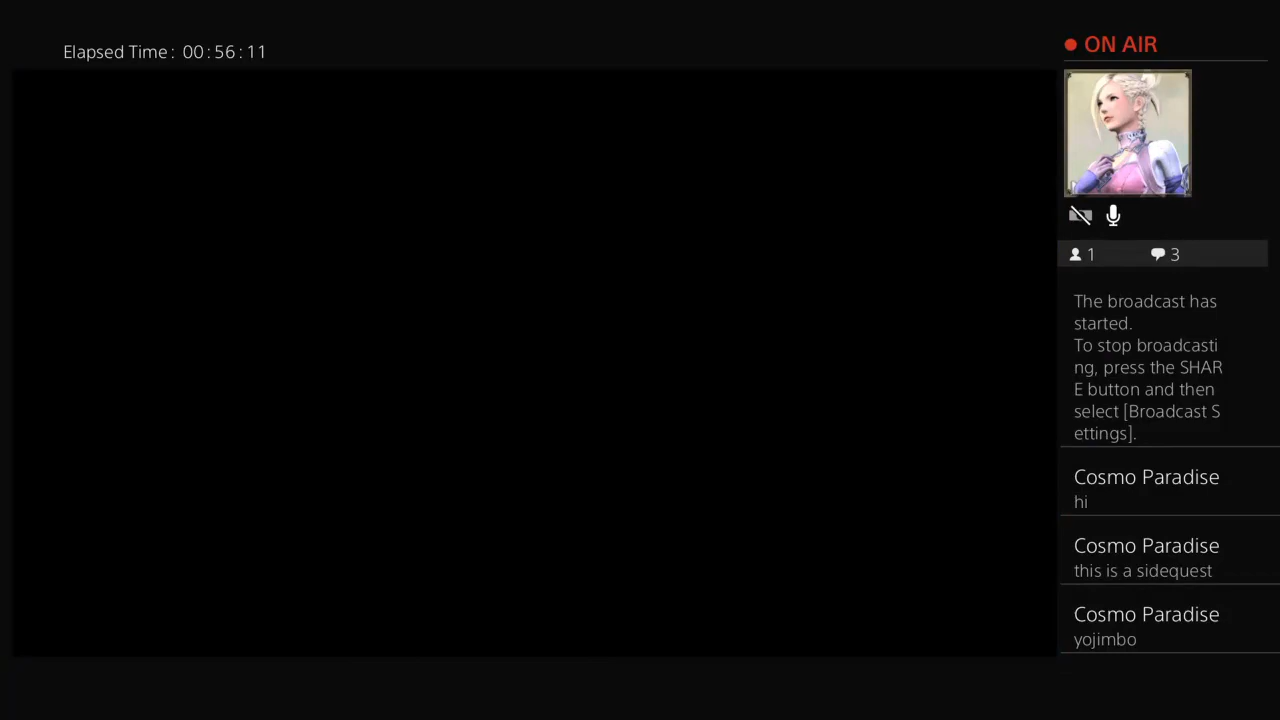 Elapsed Time: 00:56:11
ON AIR
1 3
The broadcast has
started.
To stop broadcasti
ng, press the SHAR
E button and then
select [Broadcast S
ettings].
Cosmo Paradise
hi
Cosmo Paradise
this is a sidequest
Cosmo Paradise
yojimbo